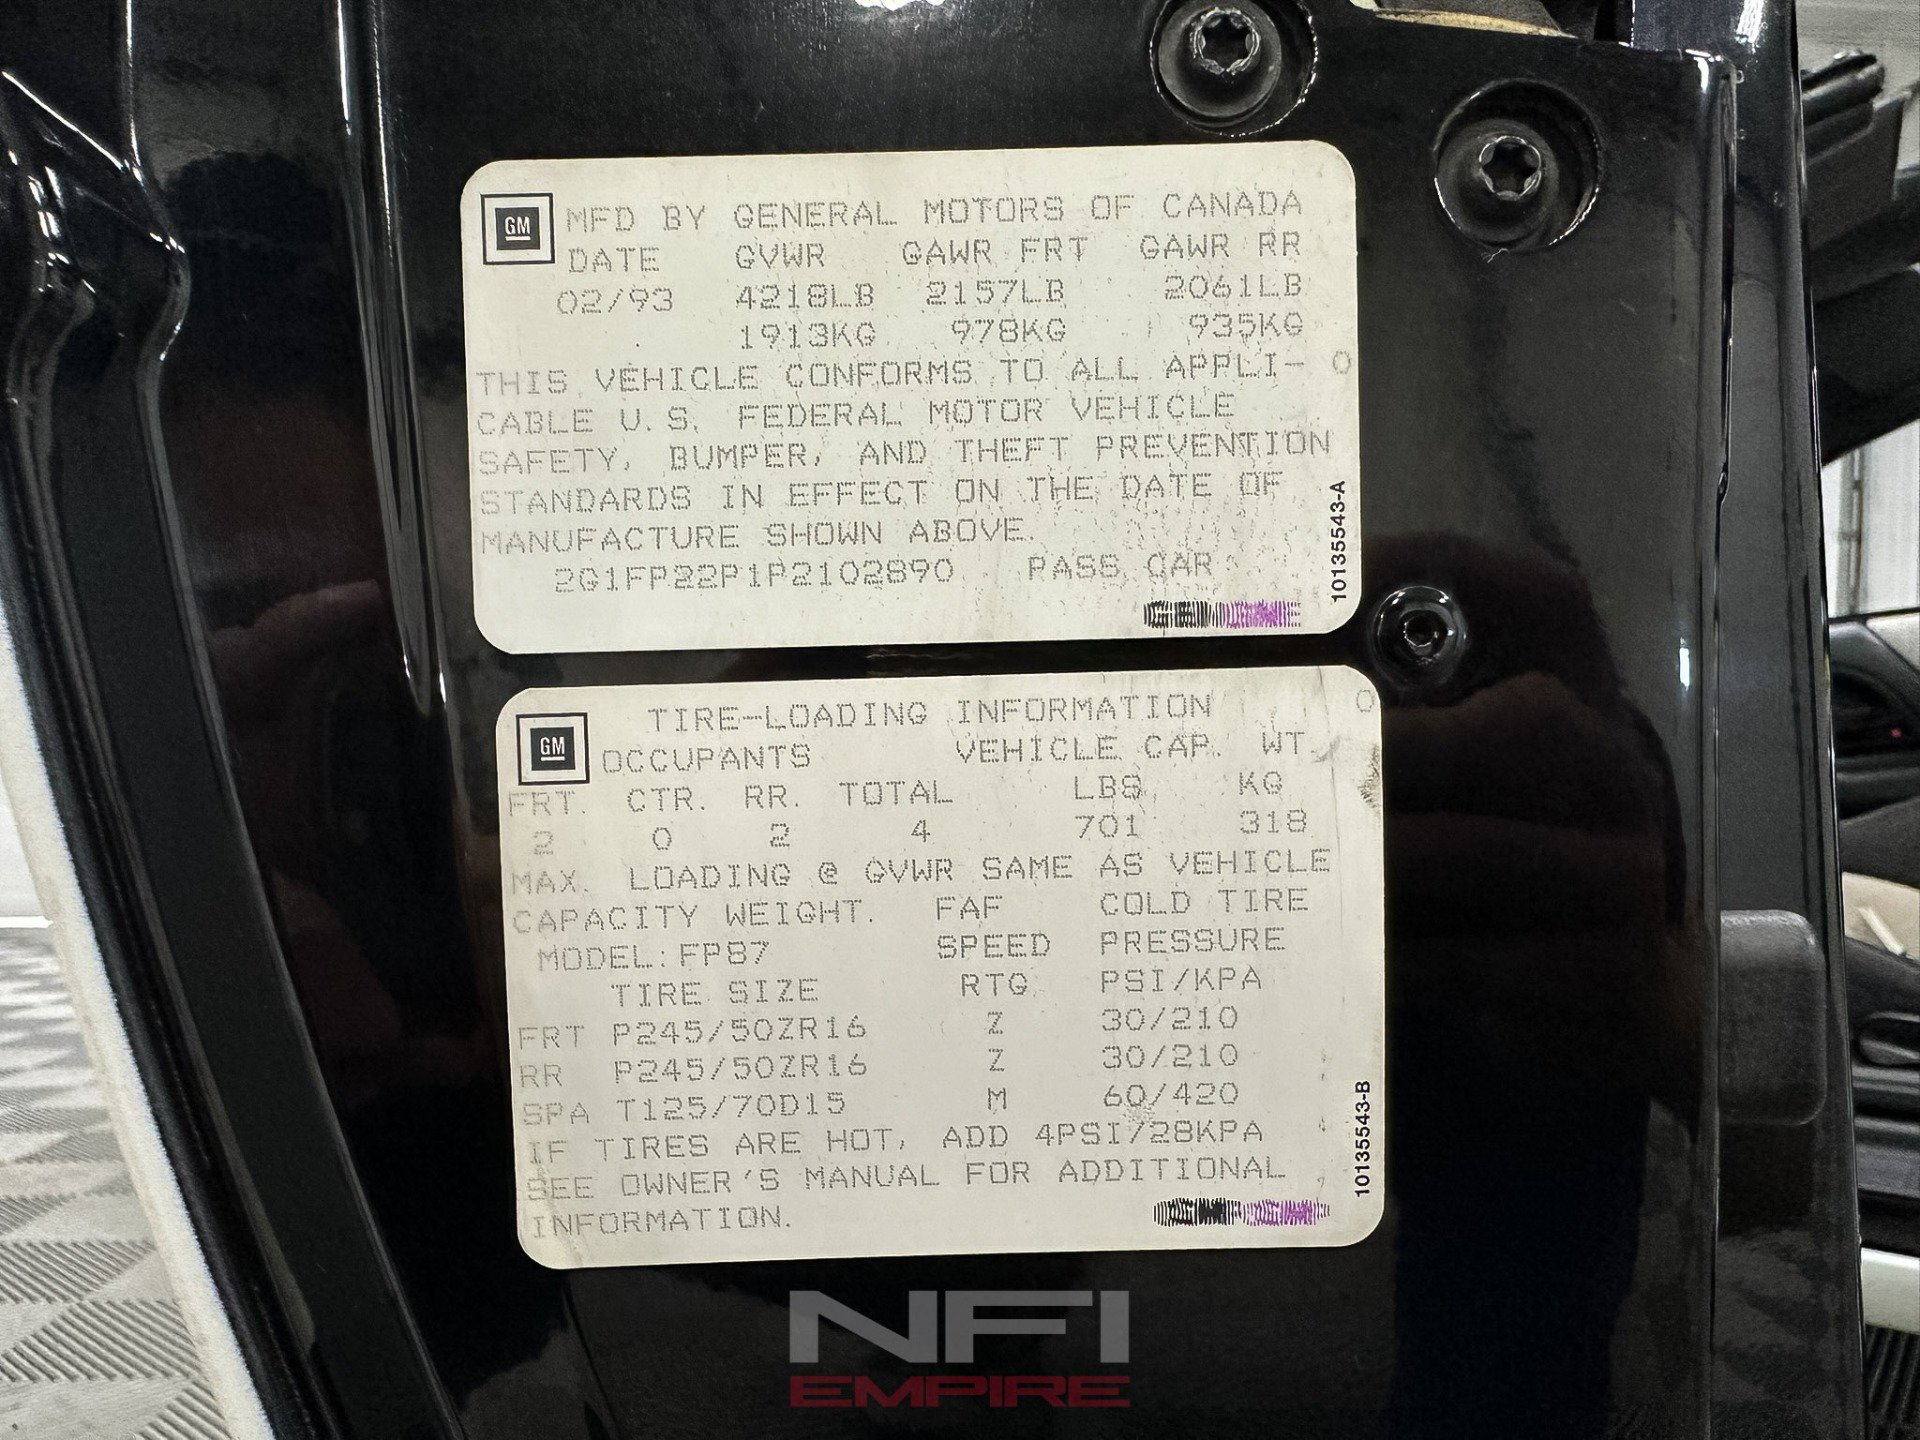 GM
MFD BY GENERAL MOTORS OF CANADA
DATE GVWR GAWR FRT GAWR RR
02/93 4218LB 2157LB 2061LB
1913KG 978KG 935KG
THIS VEHICLE CONFORMS TO ALL APPLI- 0
CABLE U.S. FEDERAL MOTOR VEHICLE
SAFETY, BUMPER, AND THEFT PREVENTION
STANDARDS IN EFFECT ON THE DATE OF
MANUFACTURE SHOWN ABOVE.
2G1FP22P1P2102890 PASS CAR
10135543-A
GM
TIRE-LOADING INFORMATION 0
OCCUPANTS VEHICLE CAP. WT.
FRT. CTR. RR. TOTAL LBS KG
2 0 2 4 701 318
MAX. LOADING @ GVWR SAME AS VEHICLE
CAPACITY WEIGHT. FAF COLD TIRE
MODEL:FP87 SPEED PRESSURE
TIRE SIZE RTG PSI/KPA
FRT P245/50ZR16 Z 30/210
RR P245/50ZR16 Z 30/210
SPA T125/70D15 M 60/420
IF TIRES ARE HOT, ADD 4PSI/28KPA
SEE OWNER'S MANUAL FOR ADDITIONAL
INFORMATION.
10135543-B
NFI
EMPIRE